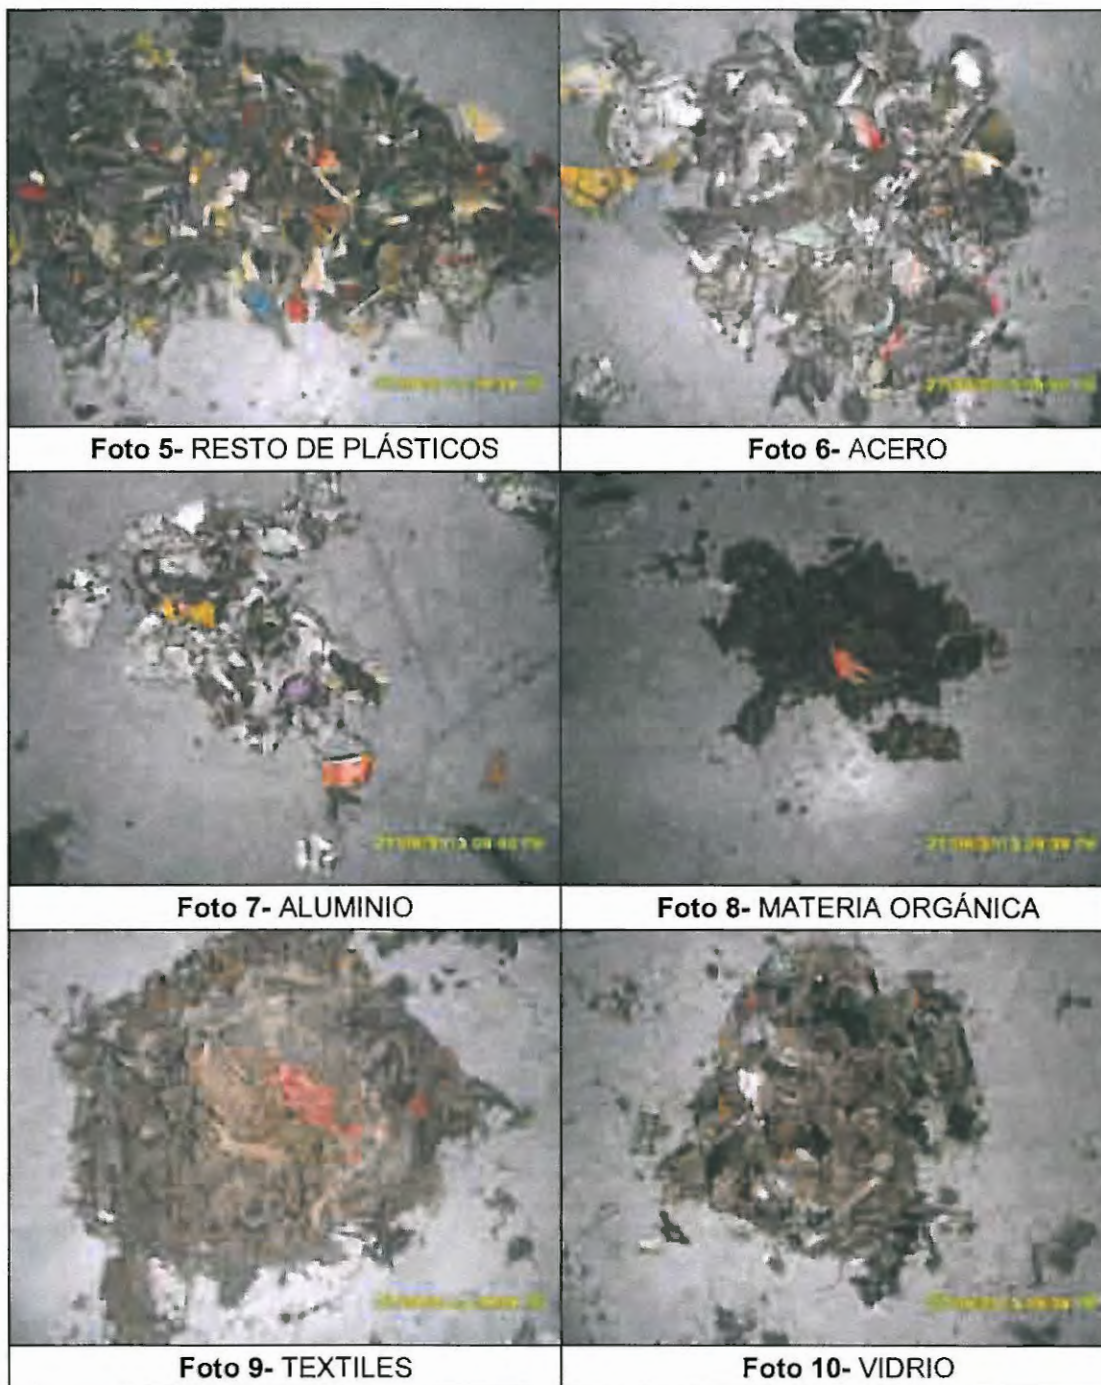 Foto 5- RESTO DE PLÁSTICOS
Foto 6- ACERO
Foto 7- ALUMINIO
Foto 8- MATERIA ORGÁNICA
Foto 9- TEXTILES
Foto 10- VIDRIO